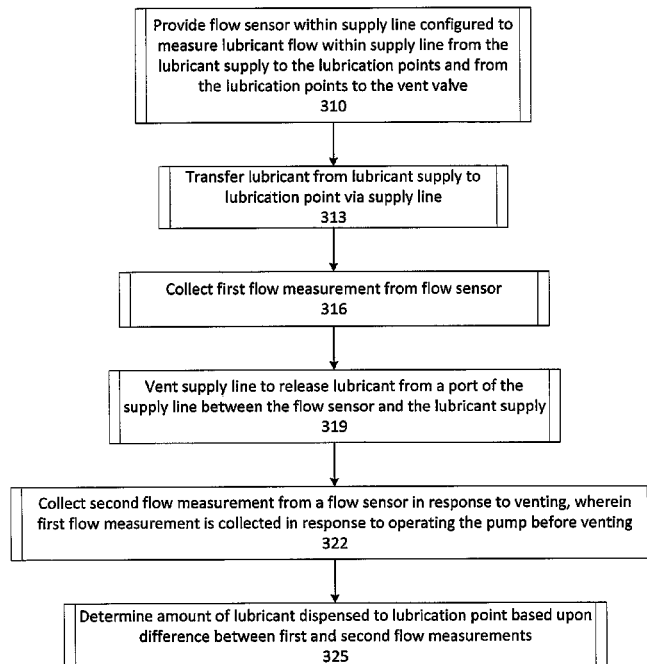 Provide flow sensor within supply line configured to
measure lubricant flow within supply line from the
lubricant supply to the lubrication points and from
the lubrication points to the vent valve
310
Transfer lubricant from lubricant supply to
lubrication point via supply line
313
Collect first flow measurement from flow sensor
316
Vent supply line to release lubricant from a port of the
supply line between the flow sensor and the lubricant supply
319
Collect second flow measurement from a flow sensor in response to venting, wherein
first flow measurement is collected in response to operating the pump before venting
322
Determine amount of lubricant dispensed to lubrication point based upon
difference between first and second flow measurements
325